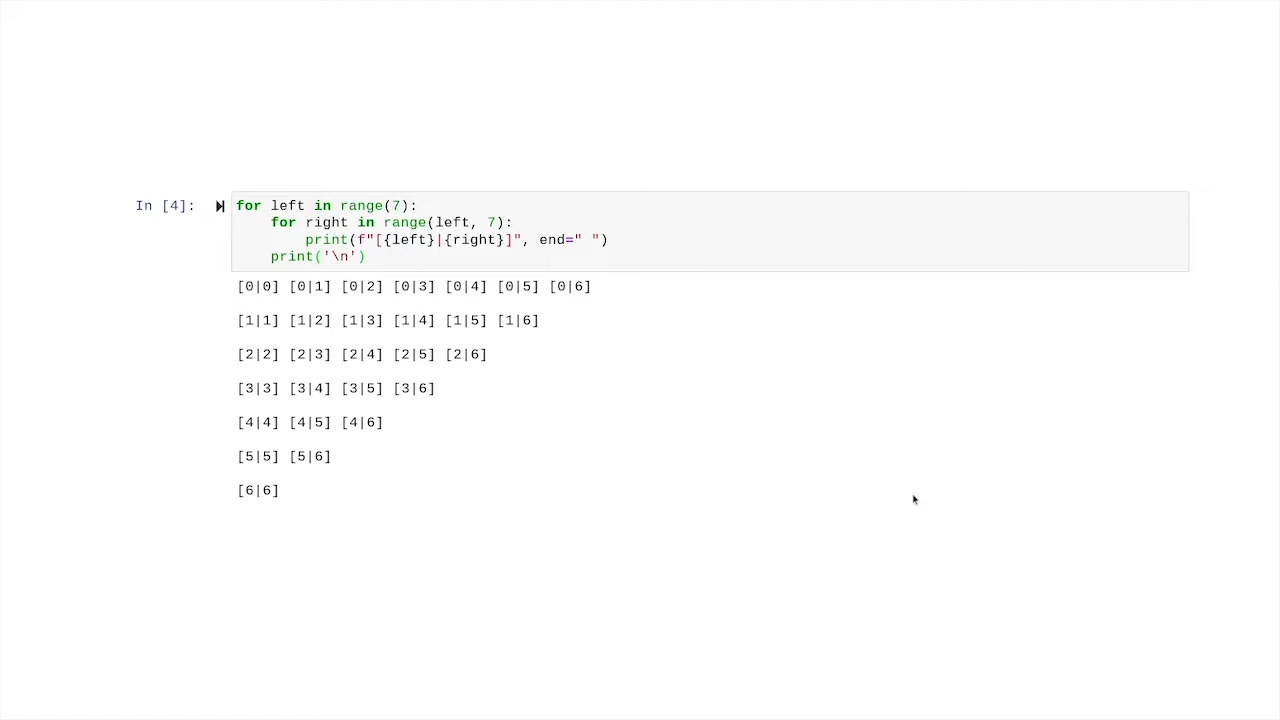 In [4]:
for left in range(7):
    for right in range(left, 7):
        print(f"[{left}|{right}]", end=" ")
    print('\n')
[0|0] [0|1] [0|2] [0|3] [0|4] [0|5] [0|6]
[1|1] [1|2] [1|3] [1|4] [1|5] [1|6]
[2|2] [2|3] [2|4] [2|5] [2|6]
[3|3] [3|4] [3|5] [3|6]
[4|4] [4|5] [4|6]
[5|5] [5|6]
[6|6]